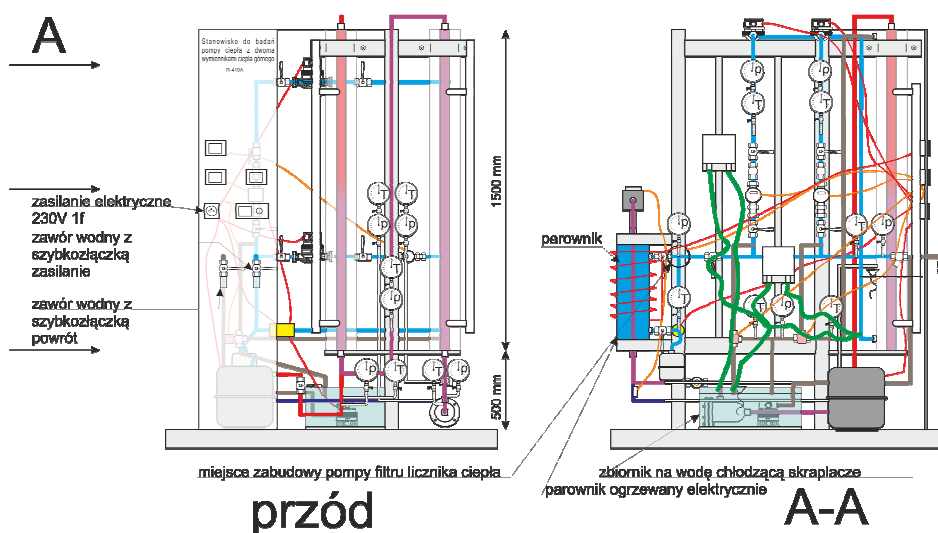 A
Stanowisko do badań
pompy ciepła z dwoma
wymiennikami ciepła górnego
R-410A
zasilanie elektryczne
230V 1f
zawór wodny z
szybkozłączką
zasilanie
zawór wodny z
szybkozłączką
powrót
1500 mm
500 mm
P
T
T
T
T
T
T
P
T
T
P
P
T
P
T
parownik
T
T
T
P
T
T
miejsce zabudowy pompy filtru licznika ciepła
zbiornik na wodę chłodzącą skraplacze
parownik ogrzewany elektrycznie
przód
A-A